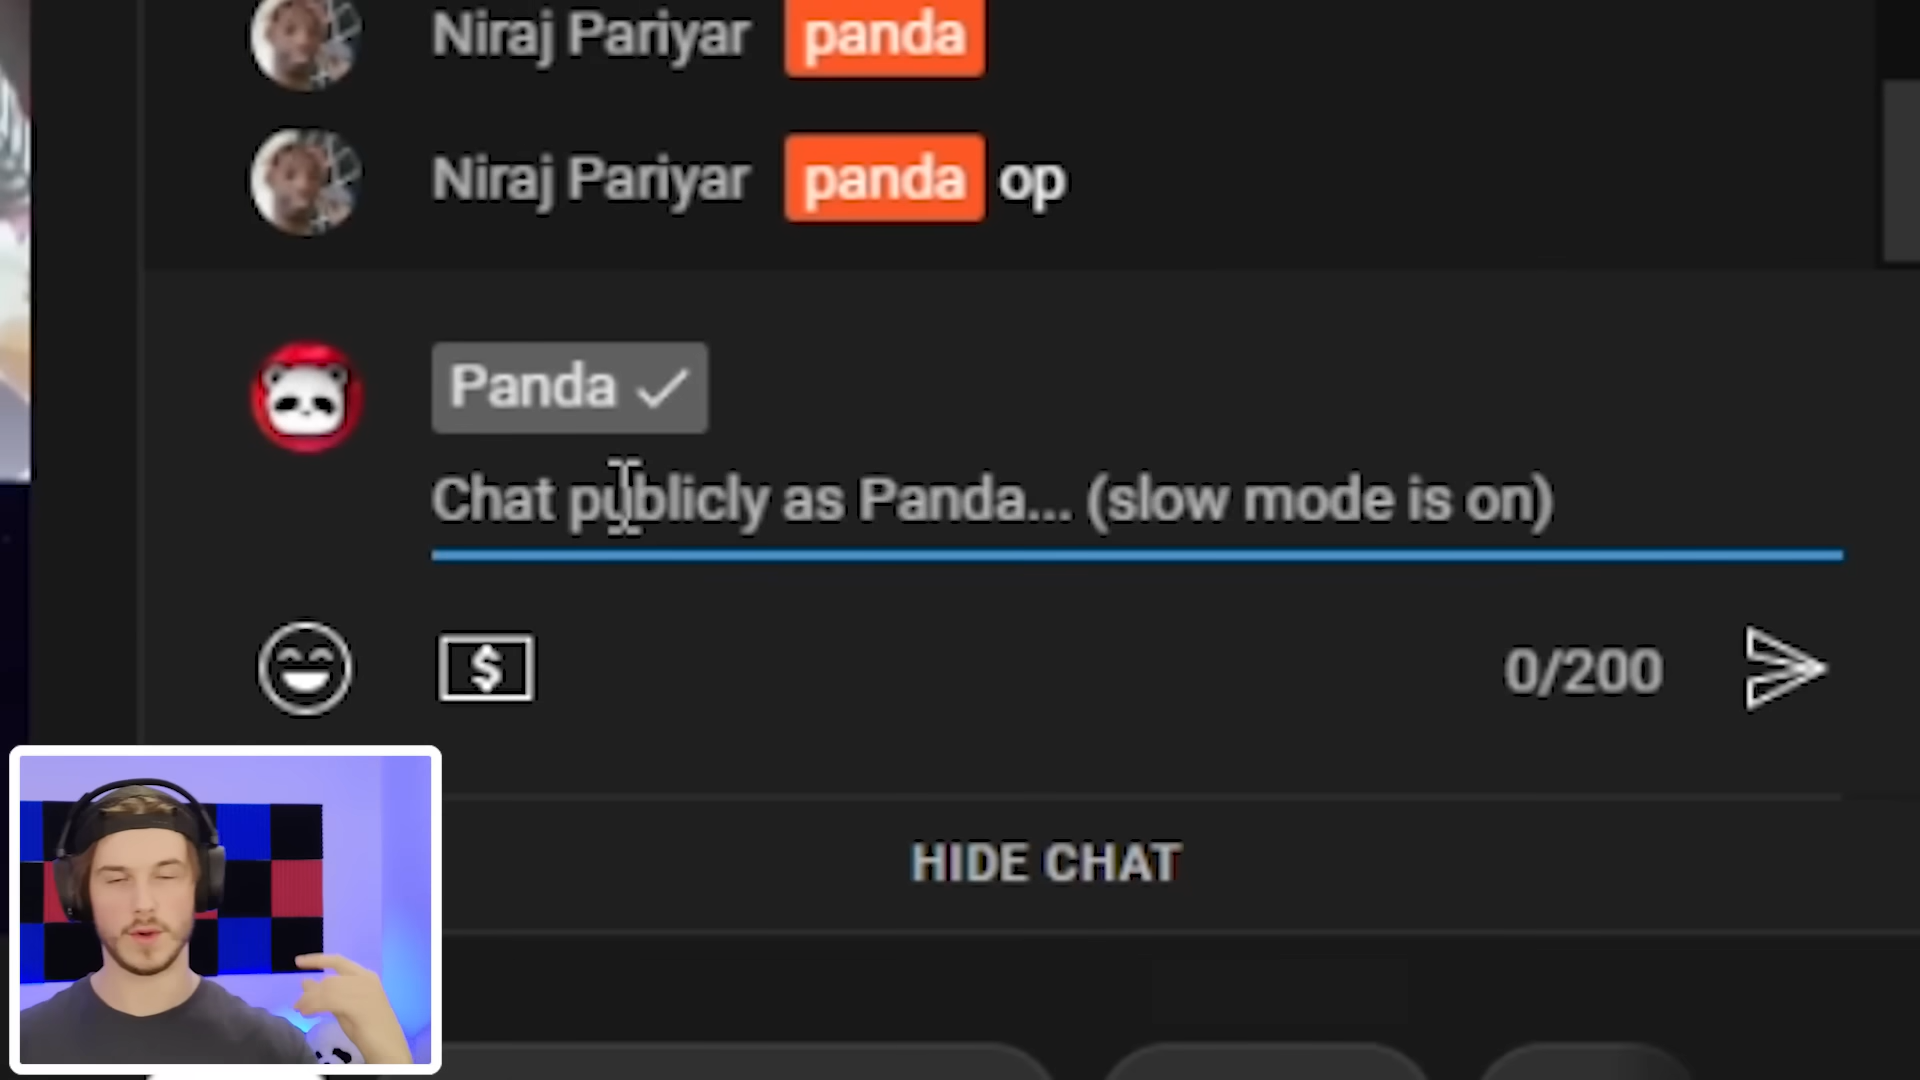 Niraj Pariyar panda
Niraj Pariyar panda op
Panda
Chat publicly as Panda... (slow mode is on)
$
0/200
HIDE CHAT